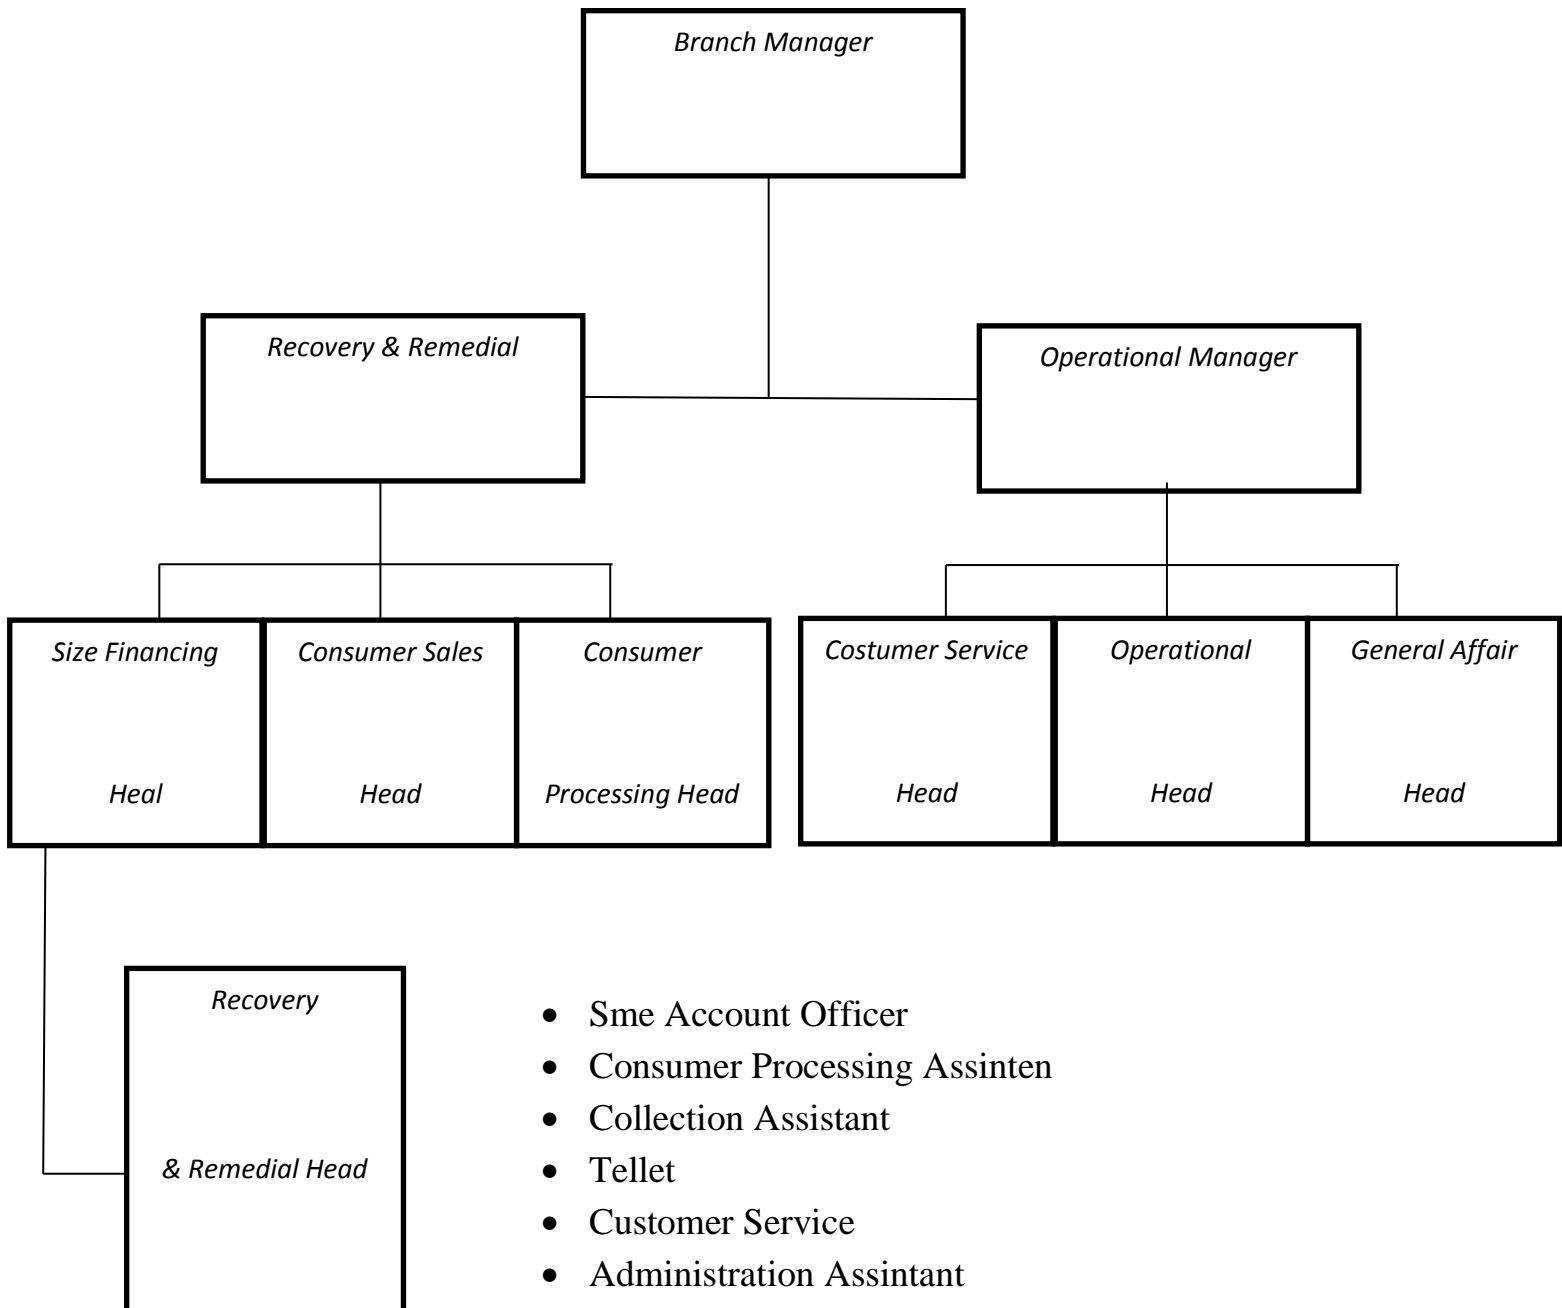 Branch Manager
Recovery & Remedial
Operational Manager
Size Financing
Heal
Consumer Sales
Head
Consumer
Processing Head
Costumer Service
Head
Operational
Head
General Affair
Head
Recovery
& Remedial Head
• Sme Account Officer
• Consumer Processing Assinten
• Collection Assistant
• Tellet
• Customer Service
• Administration Assintant